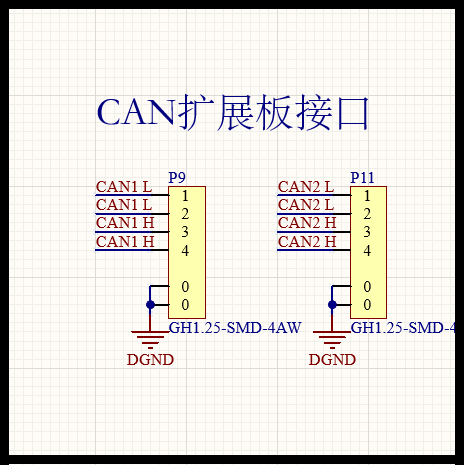 CAN扩展板接口
P9 P11
CAN1 L 1 CAN2 L 1
CAN1 L 2 CAN2 L 2
CAN1 H 3 CAN2 H 3
CAN1 H 4 CAN2 H 4
0 0
0 0
GH1.25-SMD-4AW GH1.25-SMD-4
DGND DGND